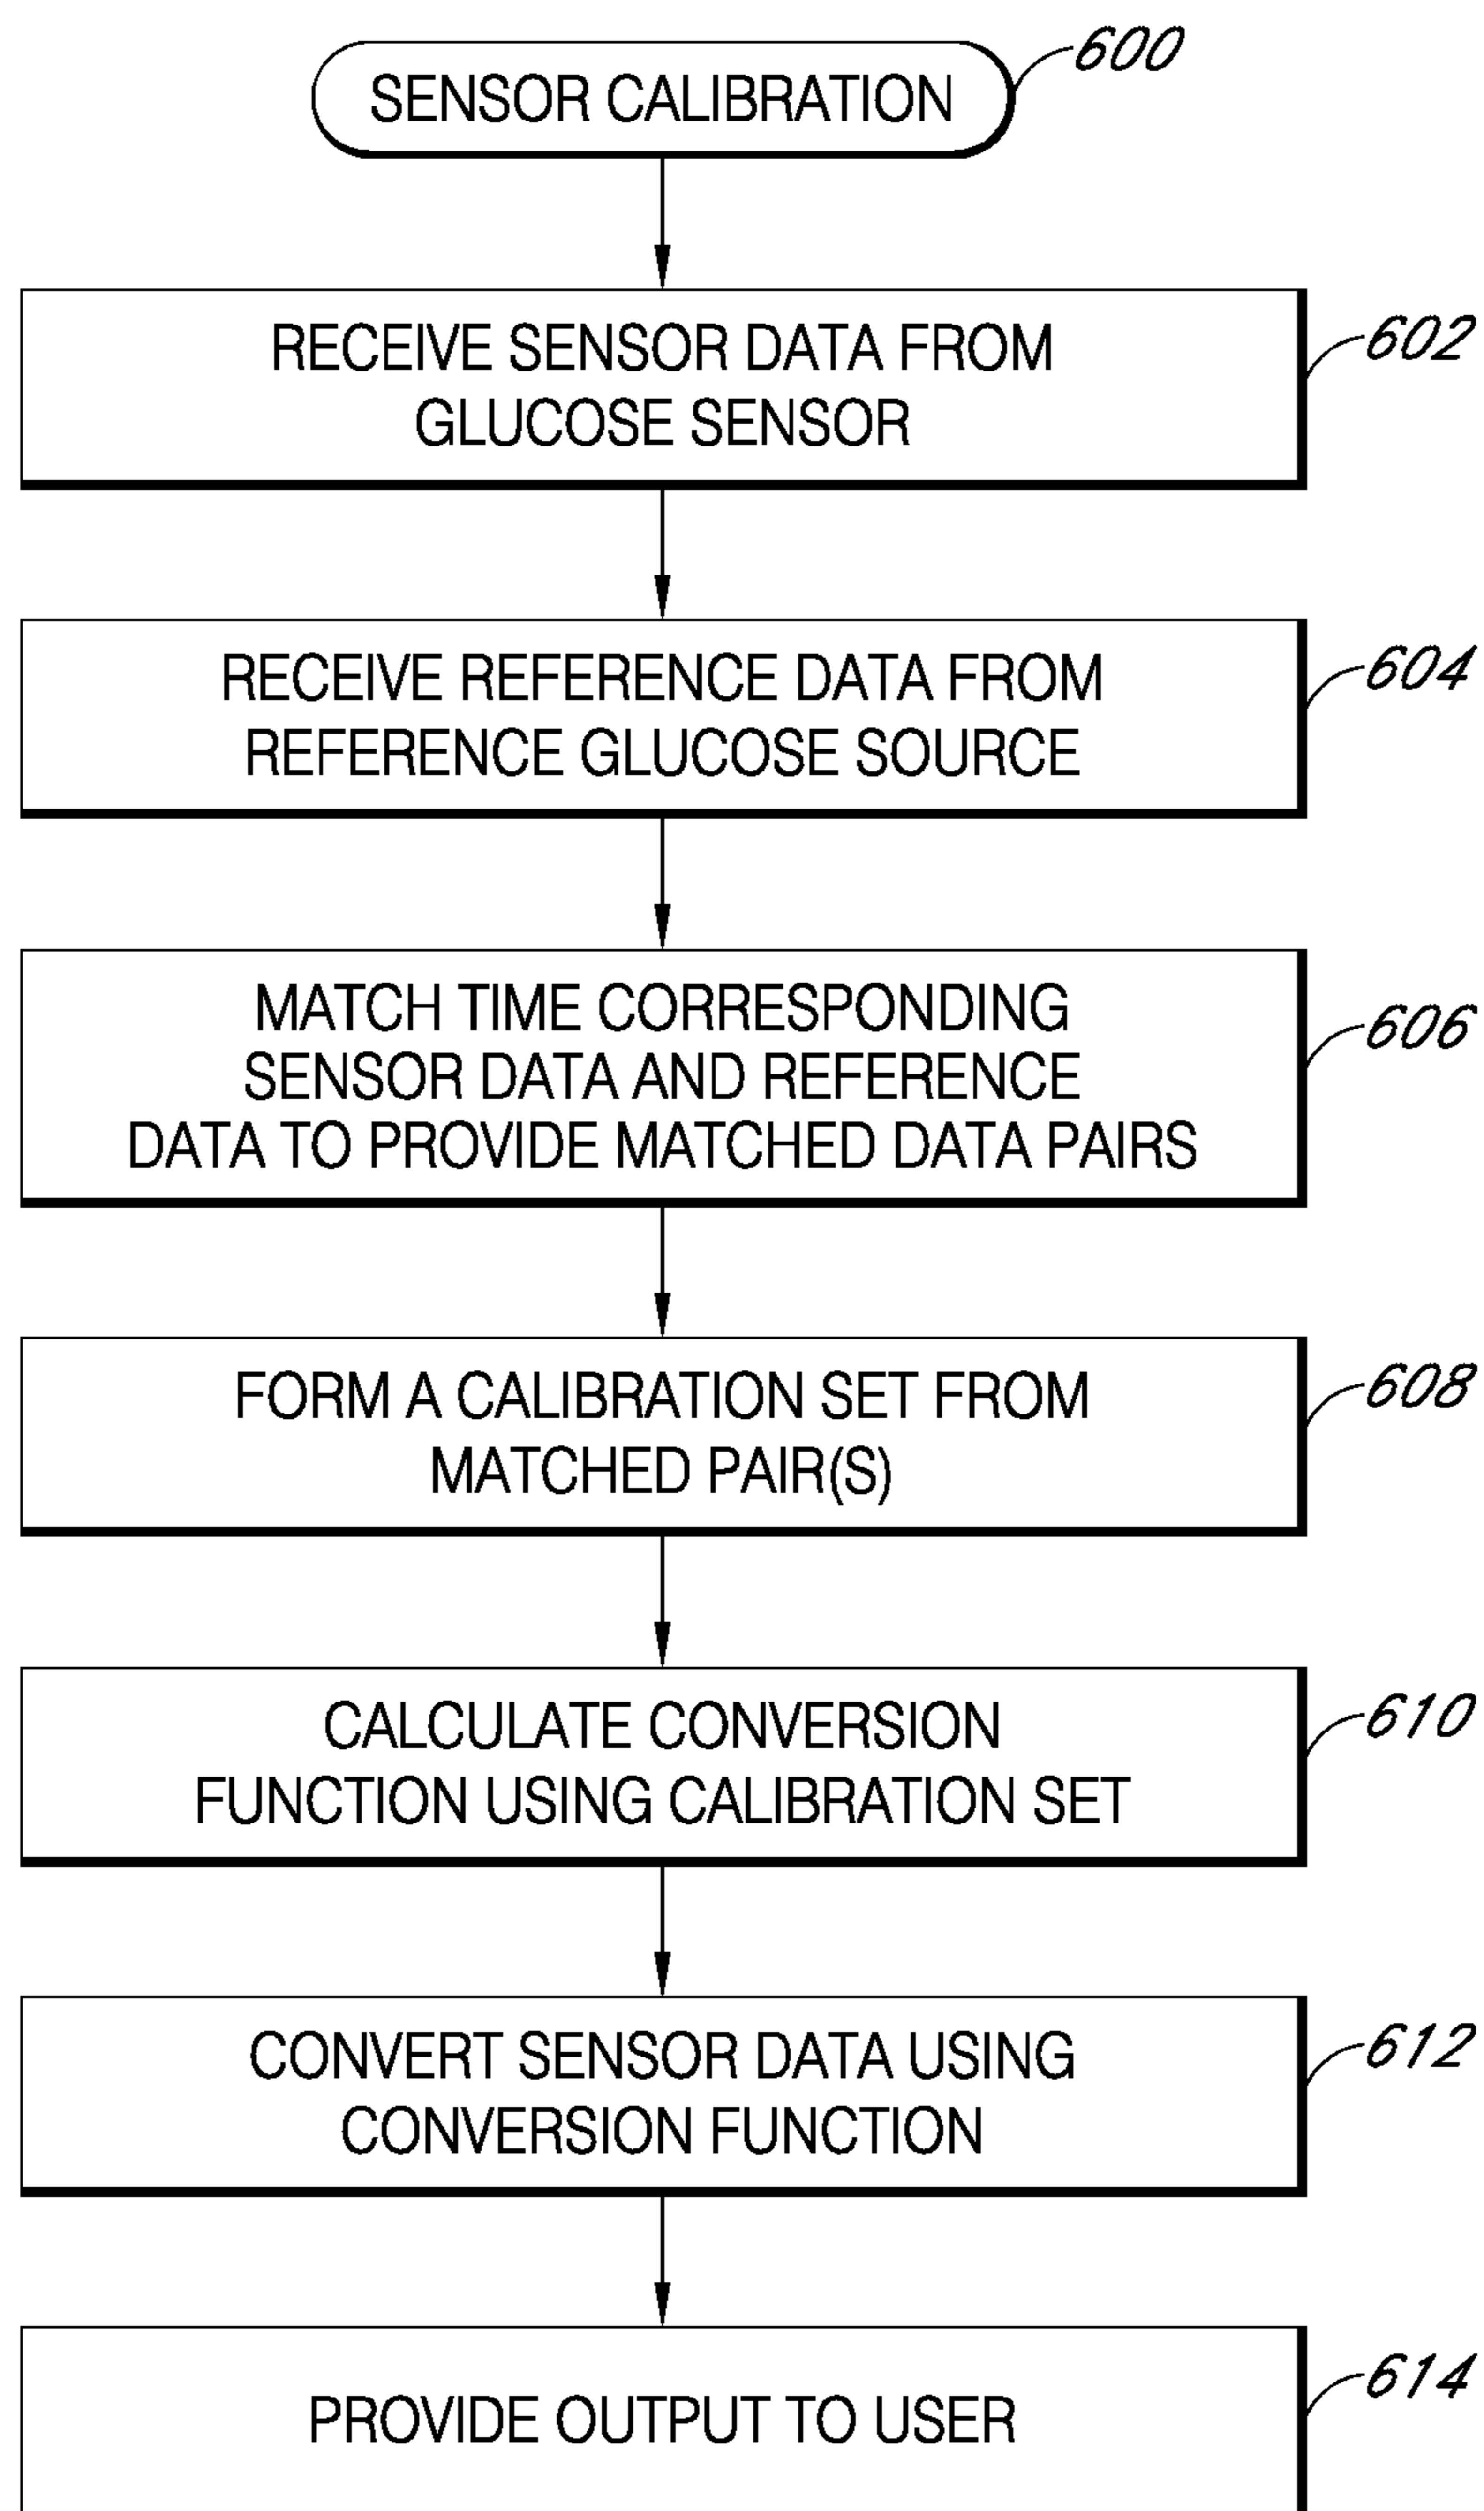 SENSOR CALIBRATION
600
RECEIVE SENSOR DATA FROM
GLUCOSE SENSOR
602
RECEIVE REFERENCE DATA FROM
REFERENCE GLUCOSE SOURCE
604
MATCH TIME CORRESPONDING
SENSOR DATA AND REFERENCE
DATA TO PROVIDE MATCHED DATA PAIRS
606
FORM A CALIBRATION SET FROM
MATCHED PAIR(S)
608
CALCULATE CONVERSION
FUNCTION USING CALIBRATION SET
610
CONVERT SENSOR DATA USING
CONVERSION FUNCTION
612
PROVIDE OUTPUT TO USER
614